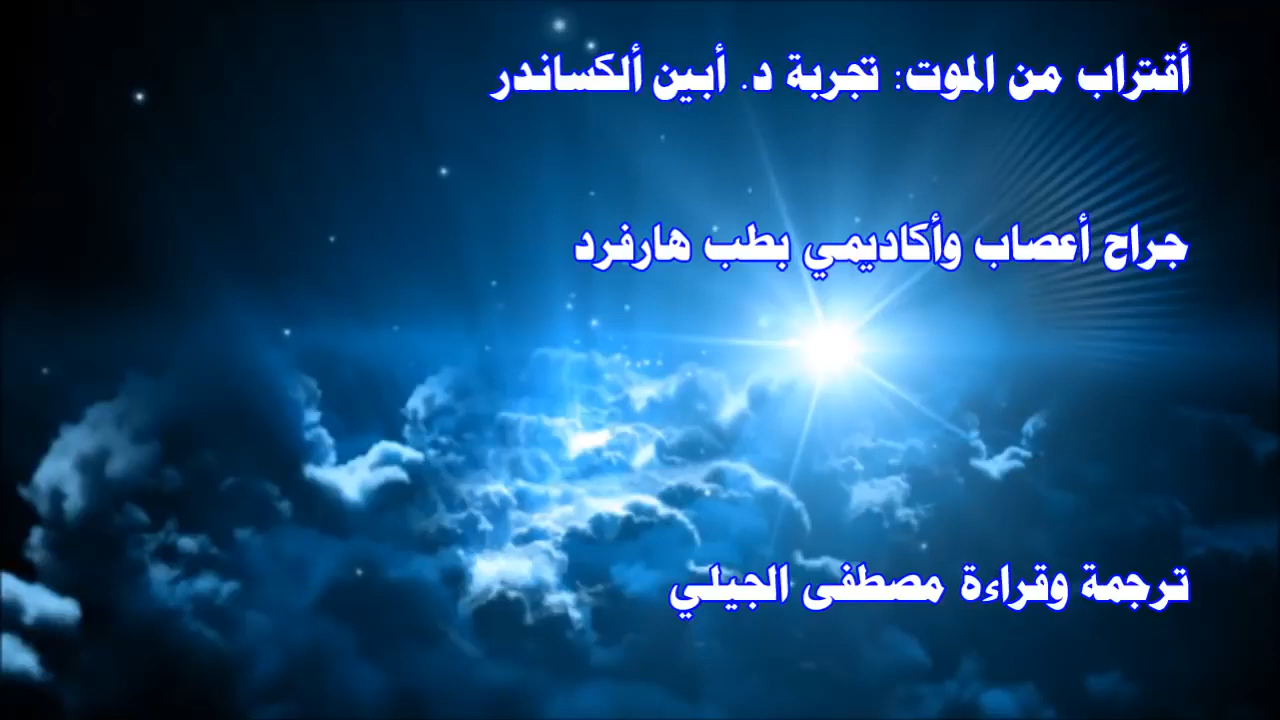 أقتراب من الموت: تجربة د. أبين ألكساندر
جراح أعصاب وأكاديمي بطب هارفرد
ترجمة وقراءة مصطفى الجيلي